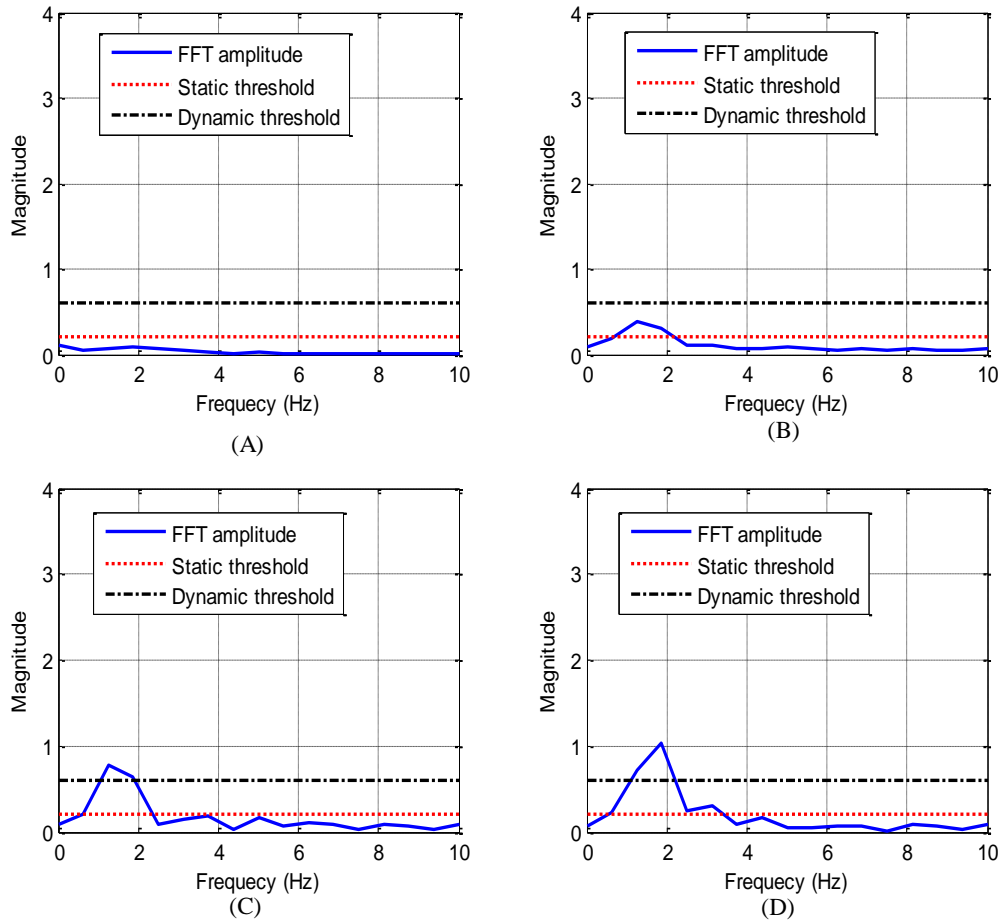 4
3
2
1
0
Magnitude
FFT amplitude
Static threshold
Dynamic threshold
0 2 4 6 8 10
Frequecy (Hz)
(A)
4
3
2
1
0
Magnitude
FFT amplitude
Static threshold
Dynamic threshold
0 2 4 6 8 10
Frequecy (Hz)
(B)
4
3
2
1
0
Magnitude
FFT amplitude
Static threshold
Dynamic threshold
0 2 4 6 8 10
Frequecy (Hz)
(C)
4
3
2
1
0
Magnitude
FFT amplitude
Static threshold
Dynamic threshold
0 2 4 6 8 10
Frequecy (Hz)
(D)